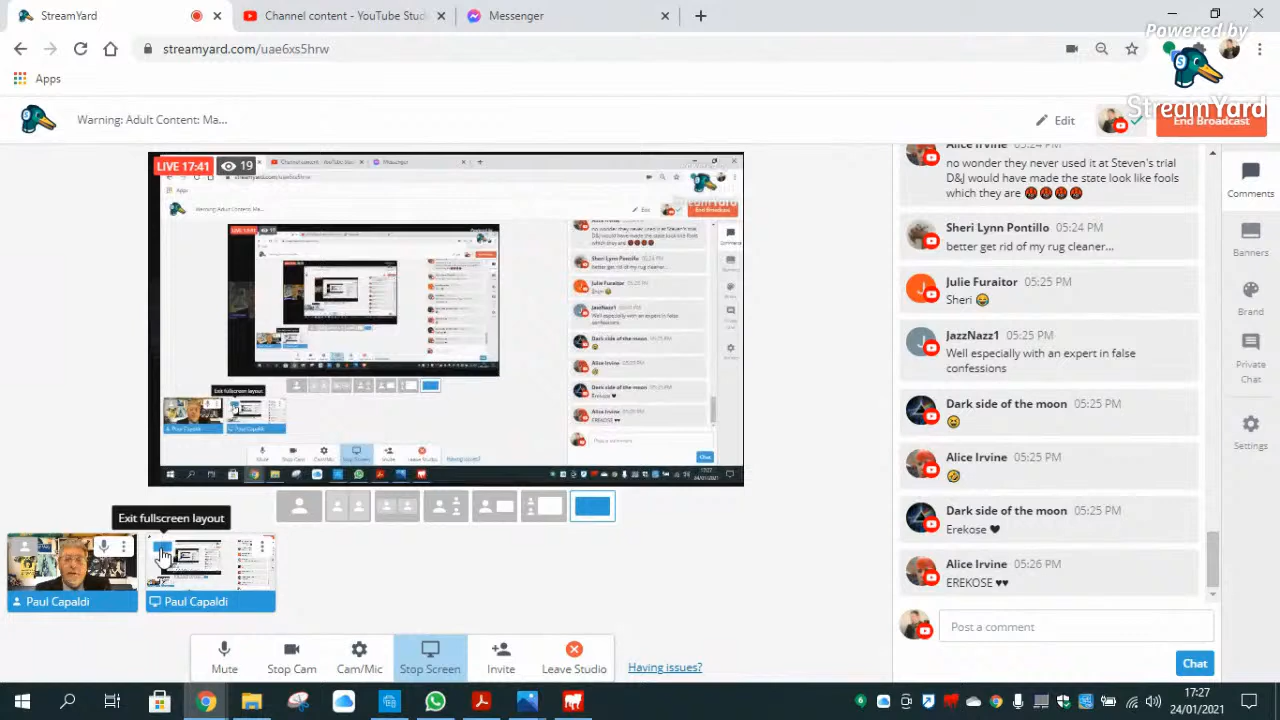 StreamYard
Channel content - YouTube Stud
Messenger
streamyard.com/uae6xs5hrw
Powered by
StreamYard
Apps
Warning: Adult Content: Ma...
Edit
End Broadcast
LIVE 17:41
19
Exit fullscreen layout
Paul Capaldi
Paul Capaldi
Mute
Stop Cam
Cam/Mic
Stop Screen
Invite
Leave Studio
Having issues?
Alice Irvine 05:24 PM
no wonder they never used it as Steven's trial
D&J would have made the state look like fools
which they are
Sheri Lynn Pomillo 05:24 PM
better get rid of my rug cleaner...
Julie Furaitor 05:25 PM
Sheri 😂
JazzNazz1 05:25 PM
Well especially with an expert in false
confessions
Dark side of the moon 05:25 PM
Alice Irvine 05:25 PM
Dark side of the moon 05:25 PM
Erekose ♥
Alice Irvine 05:26 PM
EREKOSE ♥♥
Post a comment
Chat
Comments
Banners
Brand
Private
Chat
Settings
17:27
24/01/2021